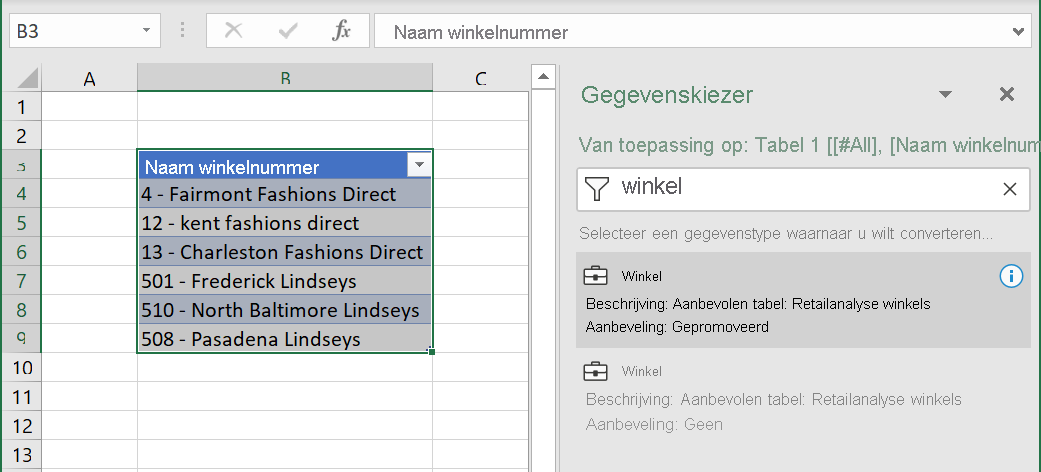 B3
fx
Naam winkelnummer
A B C
1
2
3
Naam winkelnummer
4
4 - Fairmont Fashions Direct
5
12 - kent fashions direct
6
13 - Charleston Fashions Direct
7
501 - Frederick Lindseys
8
510 - North Baltimore Lindseys
9
508 - Pasadena Lindseys
10
11
12
13
Gegevenskiezer
Van toepassing op: Tabel 1 [[#All], [Naam winkelnum
winkel
Selecteer een gegevenstype waarnaar u wilt converteren...
Winkel
Beschrijving: Aanbevolen tabel: Retailanalyse winkels
Aanbeveling: Gepromoveerd
Winkel
Beschrijving: Aanbevolen tabel: Retailanalyse winkels
Aanbeveling: Geen